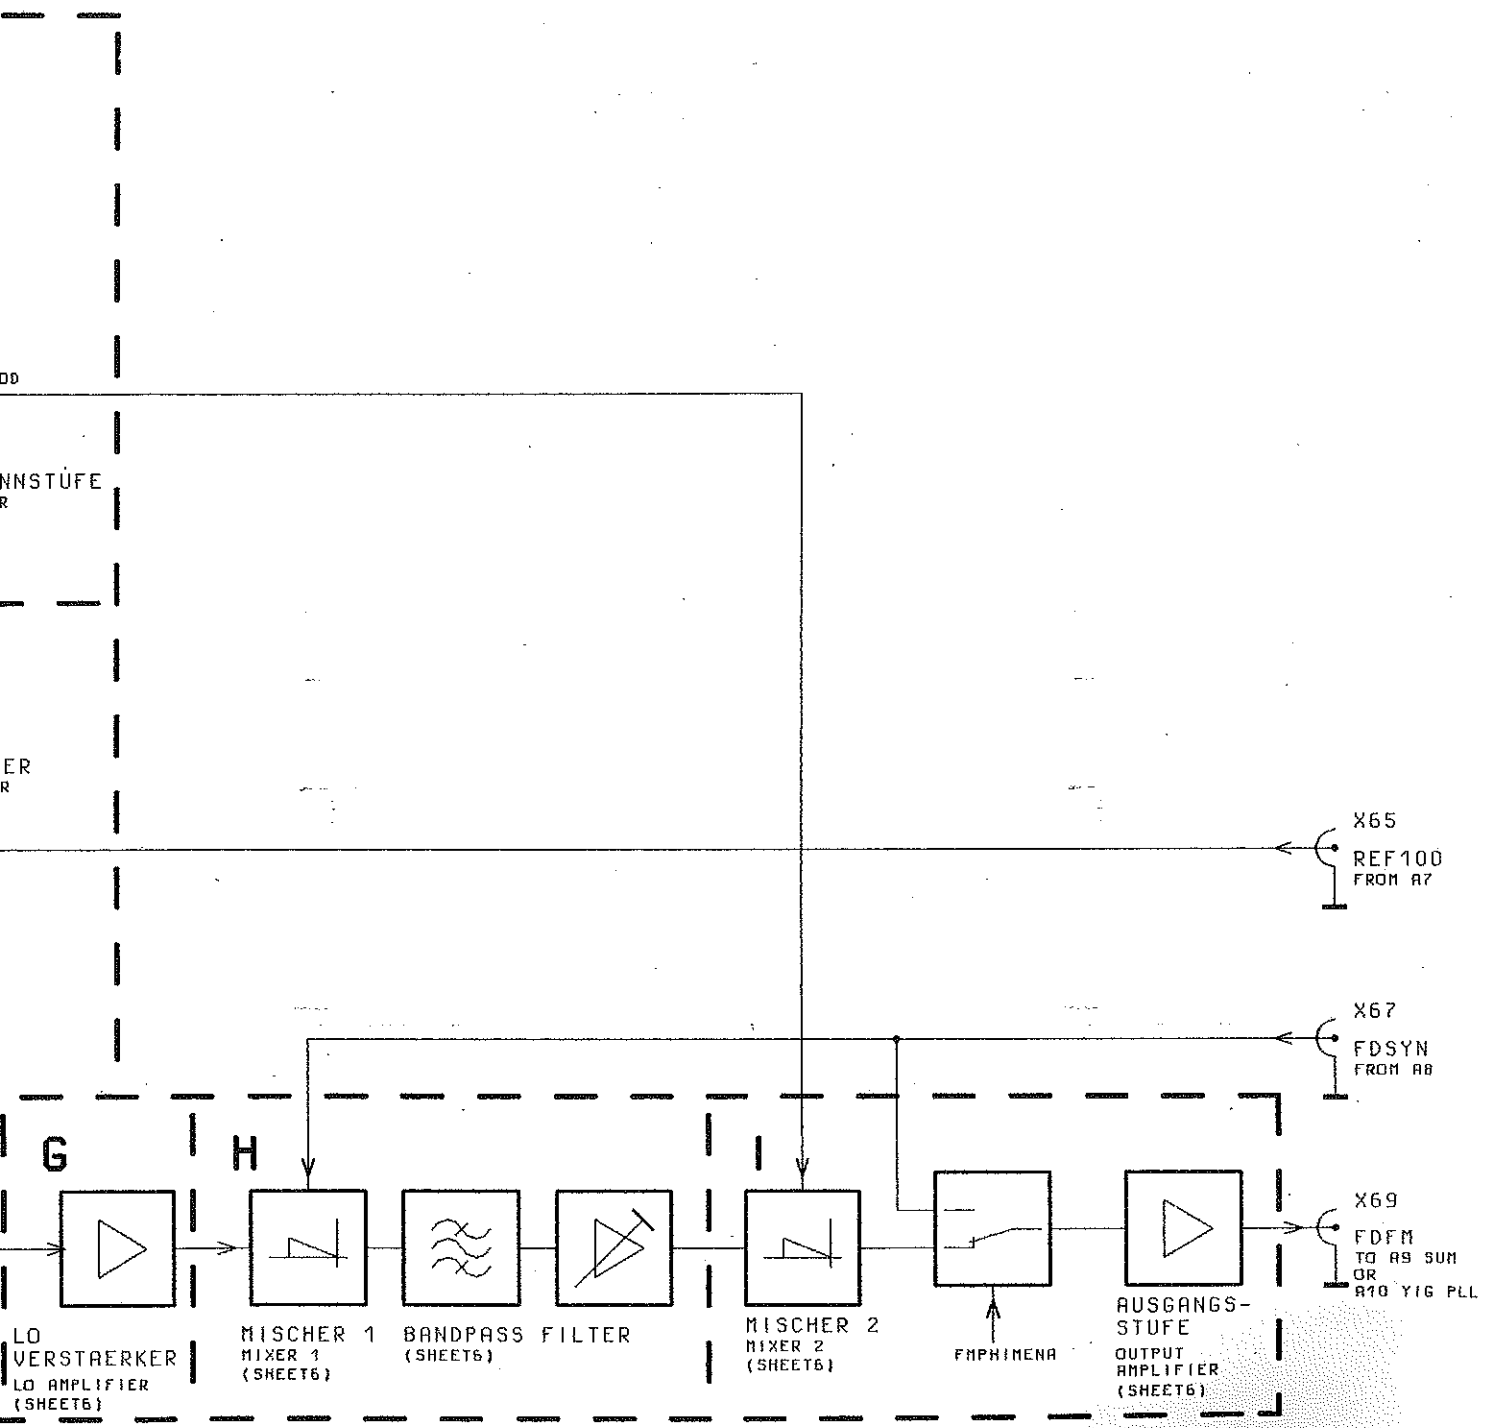 OD
NNSTUFE
R
ER
R
X65
REF100
FROM A7
X67
FDSYN
FROM A8
G
H
I
X69
FDFM
TO A9 SUM
OR
A10 YIG PLL
LO
VERSTAERKER
LO AMPLIFIER
(SHEET6)
MISCHER 1
MIXER 1
(SHEET6)
BANDPASS FILTER
(SHEET6)
MISCHER 2
MIXER 2
(SHEET6)
AUSGANGS-
STUFE
OUTPUT
AMPLIFIER
(SHEET6)